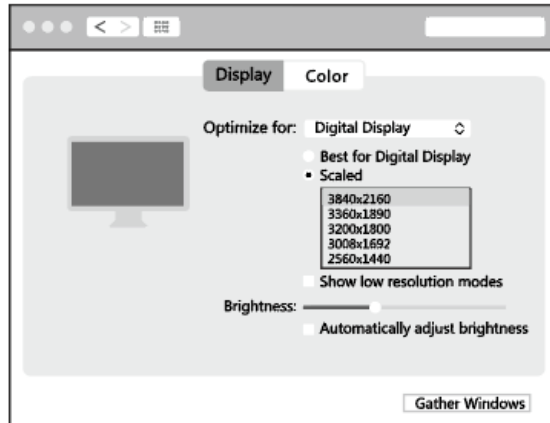 Display Color
Optimize for: Digital Display
Best for Digital Display
Scaled
3840x2160
3360x1890
3200x1800
3008x1692
2560x1440
Show low resolution modes
Brightness:
Automatically adjust brightness
Gather Windows